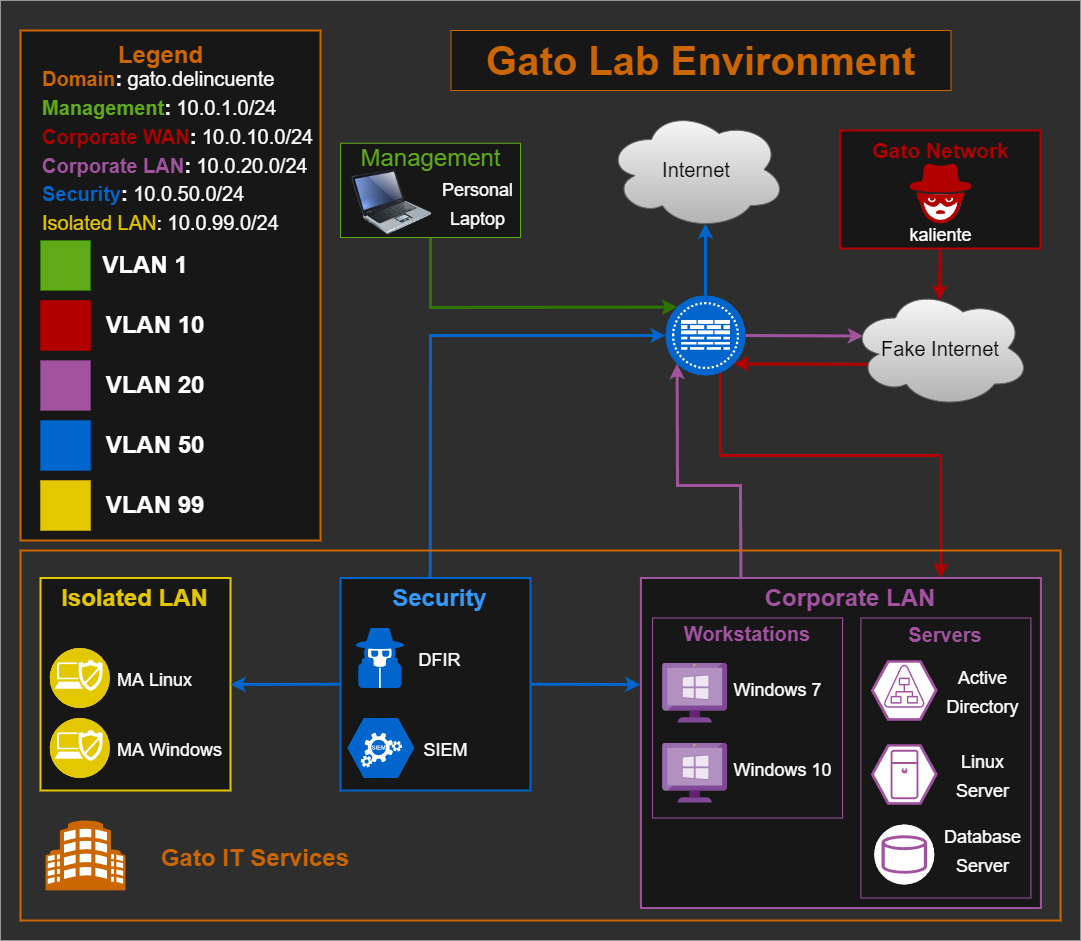 Gato Lab Environment
Legend
Domain: gato.delincuente
Management: 10.0.1.0/24
Corporate WAN: 10.0.10.0/24
Corporate LAN: 10.0.20.0/24
Security: 10.0.50.0/24
Isolated LAN: 10.0.99.0/24
VLAN 1
VLAN 10
VLAN 20
VLAN 50
VLAN 99
Management
Personal
Laptop
Internet
Gato Network
kaliente
Fake Internet
Isolated LAN
MA Linux
MA Windows
Security
DFIR
SIEM
SIEM
Corporate LAN
Workstations
Windows 7
Windows 10
Servers
Active
Directory
Linux
Server
Database
Server
Gato IT Services